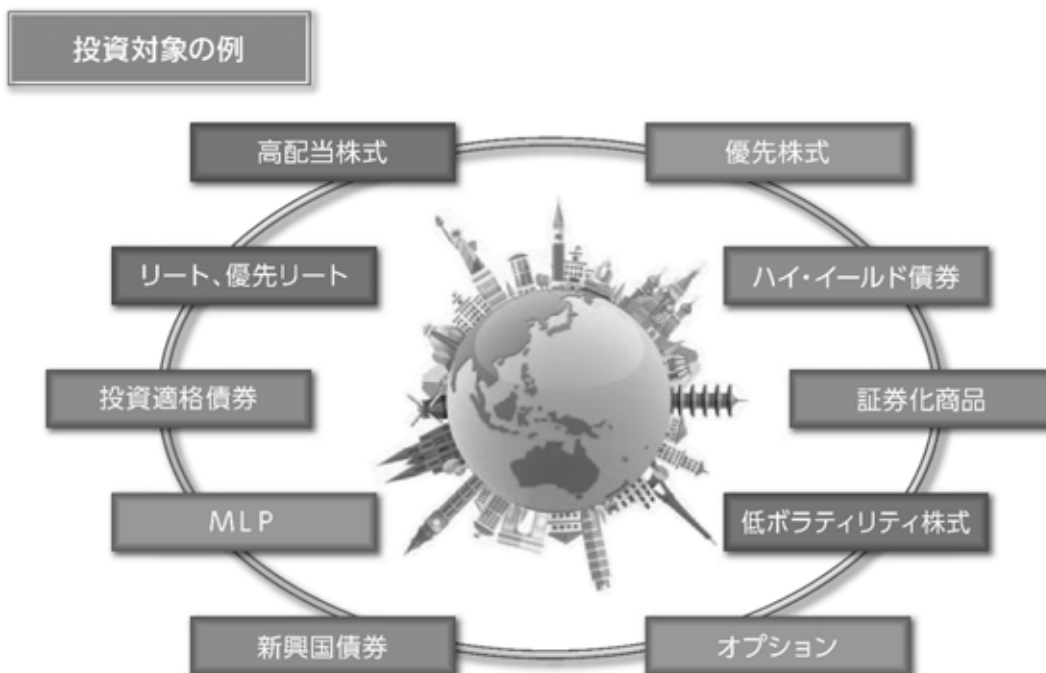 投資対象の例
高配当株式
優先株式
リート、優先リート
ハイ・イールド債券
投資適格債券
証券化商品
MLP
低ボラティリティ株式
新興国債券
オプション